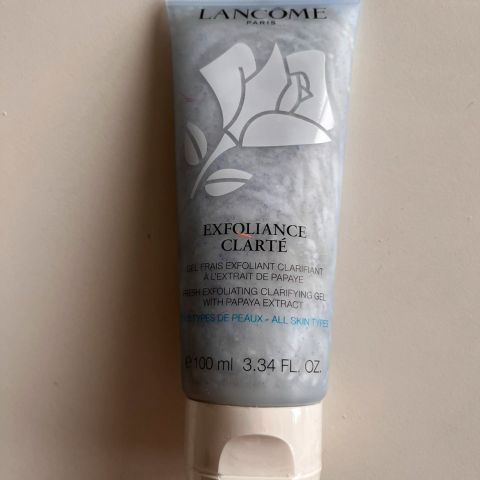 LANCÔME
PARIS
EXFOLIANCE
CLARTÉ
GEL FRAIS EXFOLIANT CLARIFIANT
À L'EXTRAIT DE PAPAYE
FRESH EXFOLIATING CLARIFYING GEL
WITH PAPAYA EXTRACT
TYPES DE PEAUX - ALL SKIN TYPES
℮ 100 ml 3.34 FL. OZ.